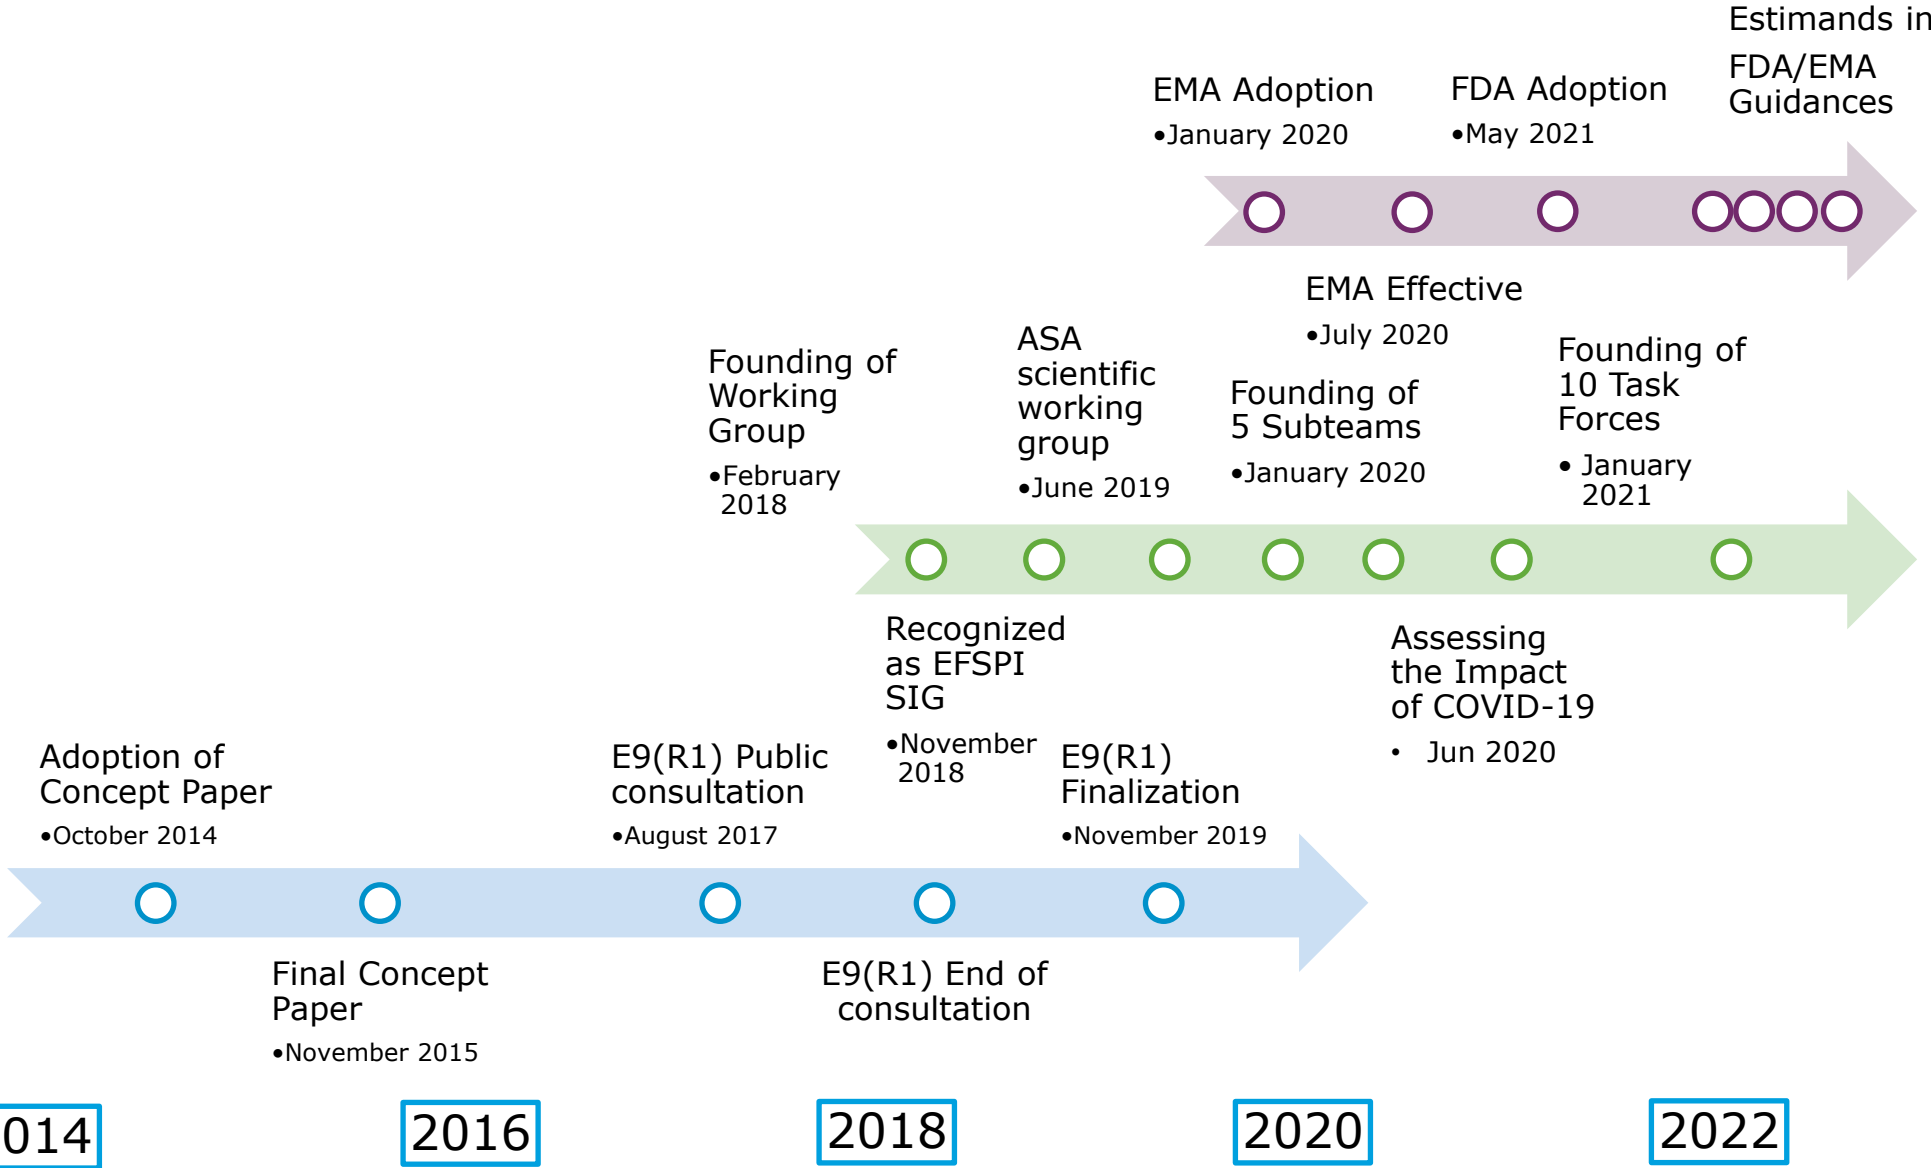 Estimands in
FDA/EMA
Guidances
EMA Adoption
•January 2020
FDA Adoption
•May 2021
EMA Effective
•July 2020
Founding of
Working
Group
•February
2018
ASA
scientific
working
group
•June 2019
Founding of
5 Subteams
•January 2020
Founding of
10 Task
Forces
• January
2021
Recognized
as EFSPI
SIG
•November
2018
Assessing
the Impact
of COVID-19
• Jun 2020
Adoption of
Concept Paper
•October 2014
E9(R1) Public
consultation
•August 2017
E9(R1)
Finalization
•November 2019
Final Concept
Paper
•November 2015
E9(R1) End of
consultation
014
2016
2018
2020
2022